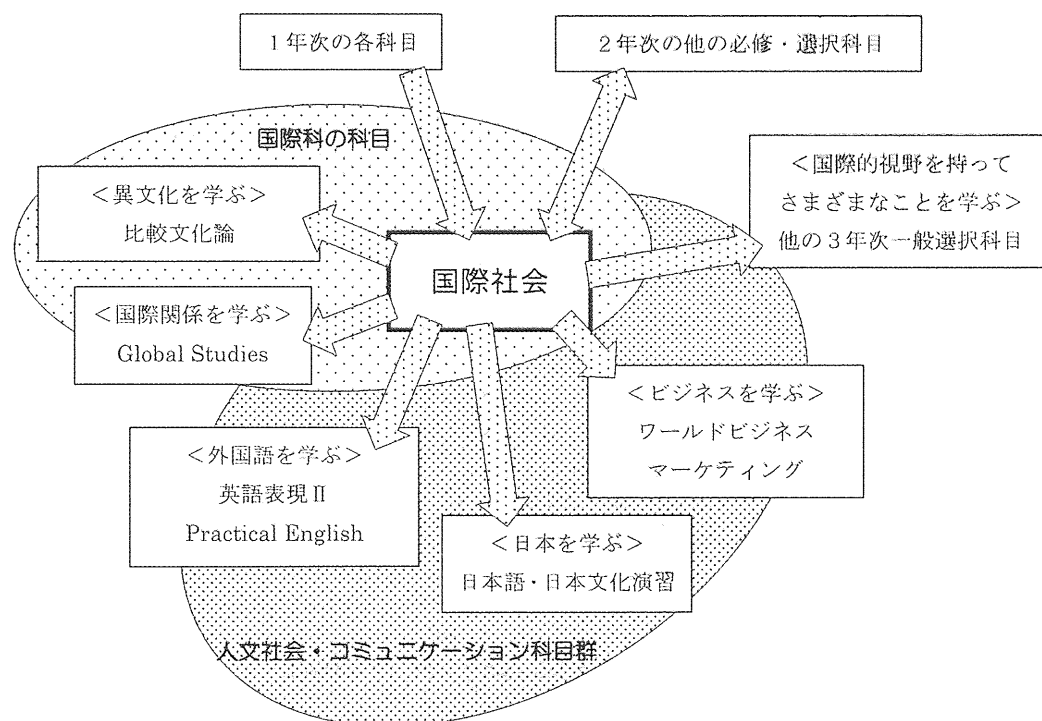 1年次の各科目
2年次の他の必修・選択科目
国際科の科目
＜国際的視野を持って
さまざまなことを学ぶ＞
他の3年次一般選択科目
＜異文化を学ぶ＞
比較文化論
国際社会
＜国際関係を学ぶ＞
Global Studies
＜ビジネスを学ぶ＞
ワールドビジネス
マーケティング
＜外国語を学ぶ＞
英語表現Ⅱ
Practical English
＜日本を学ぶ＞
日本語・日本文化演習
人文社会・コミュニケーション科目群